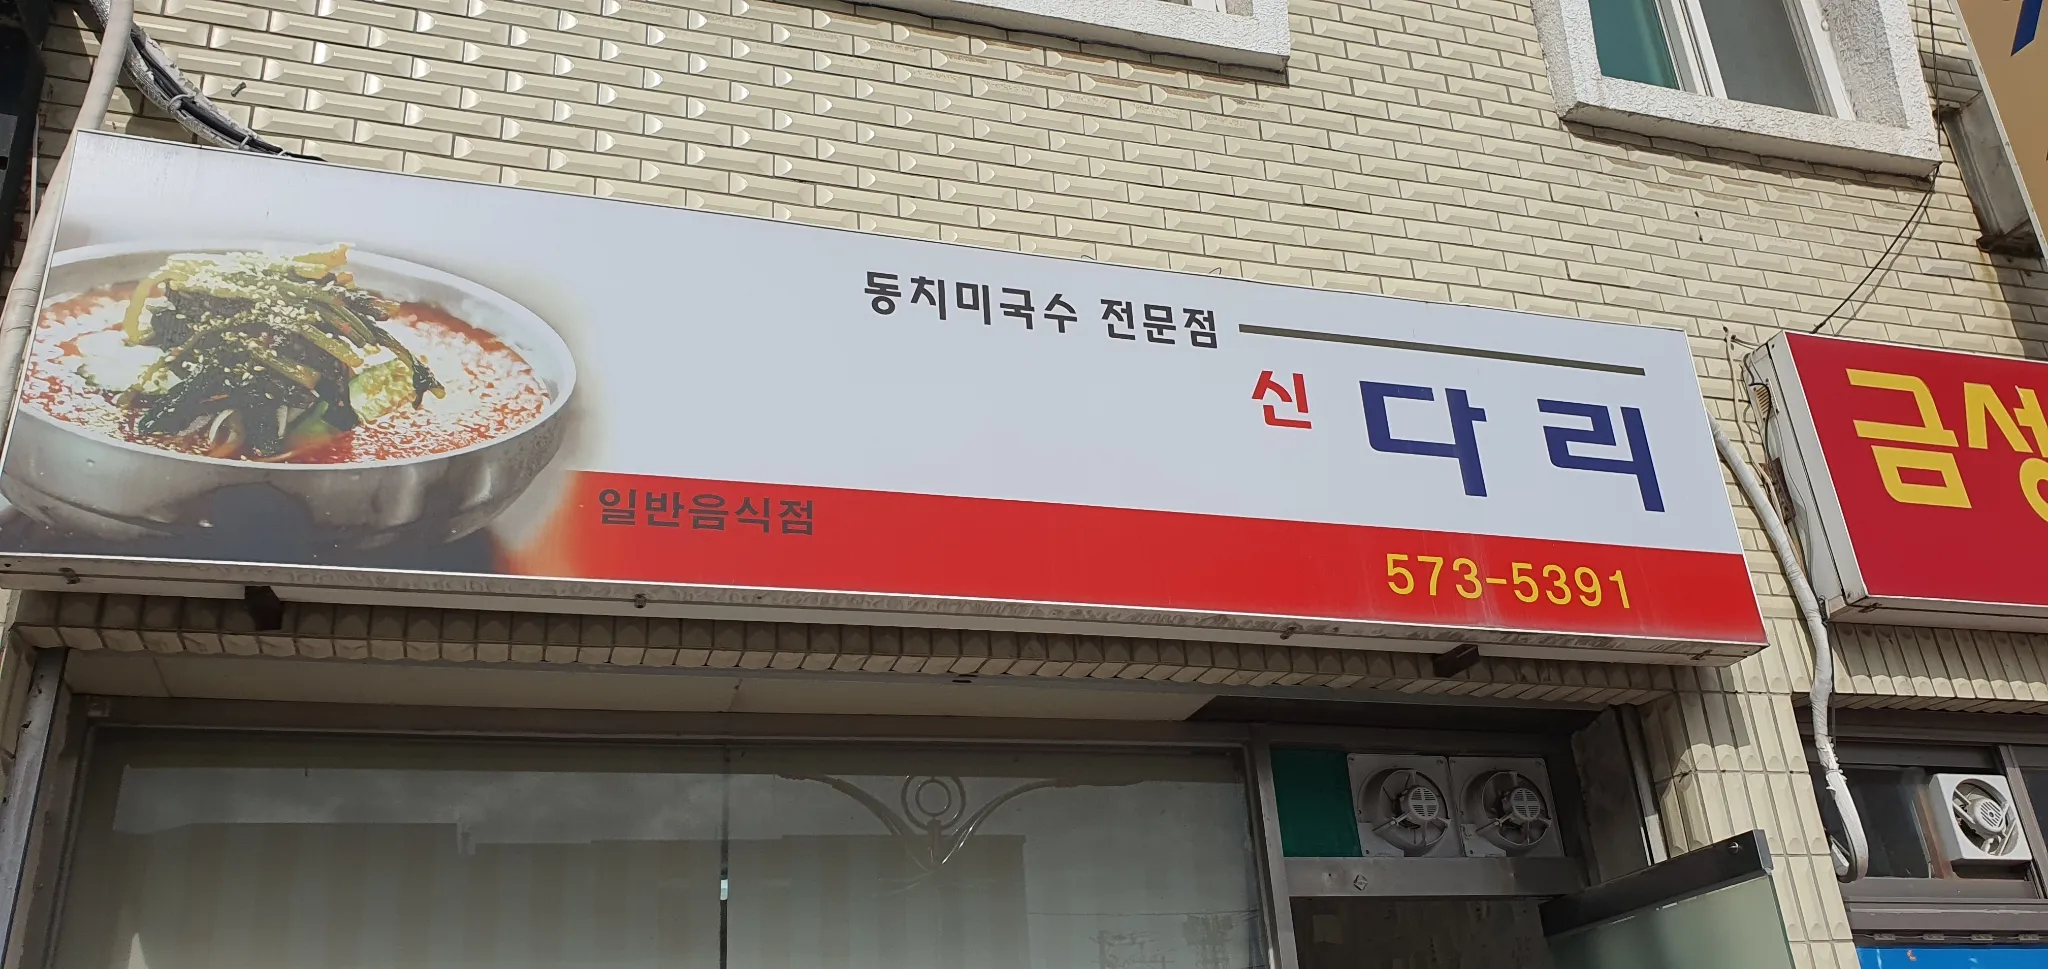 동치미국수 전문점
신 다리
일반음식점
573-5391
금성